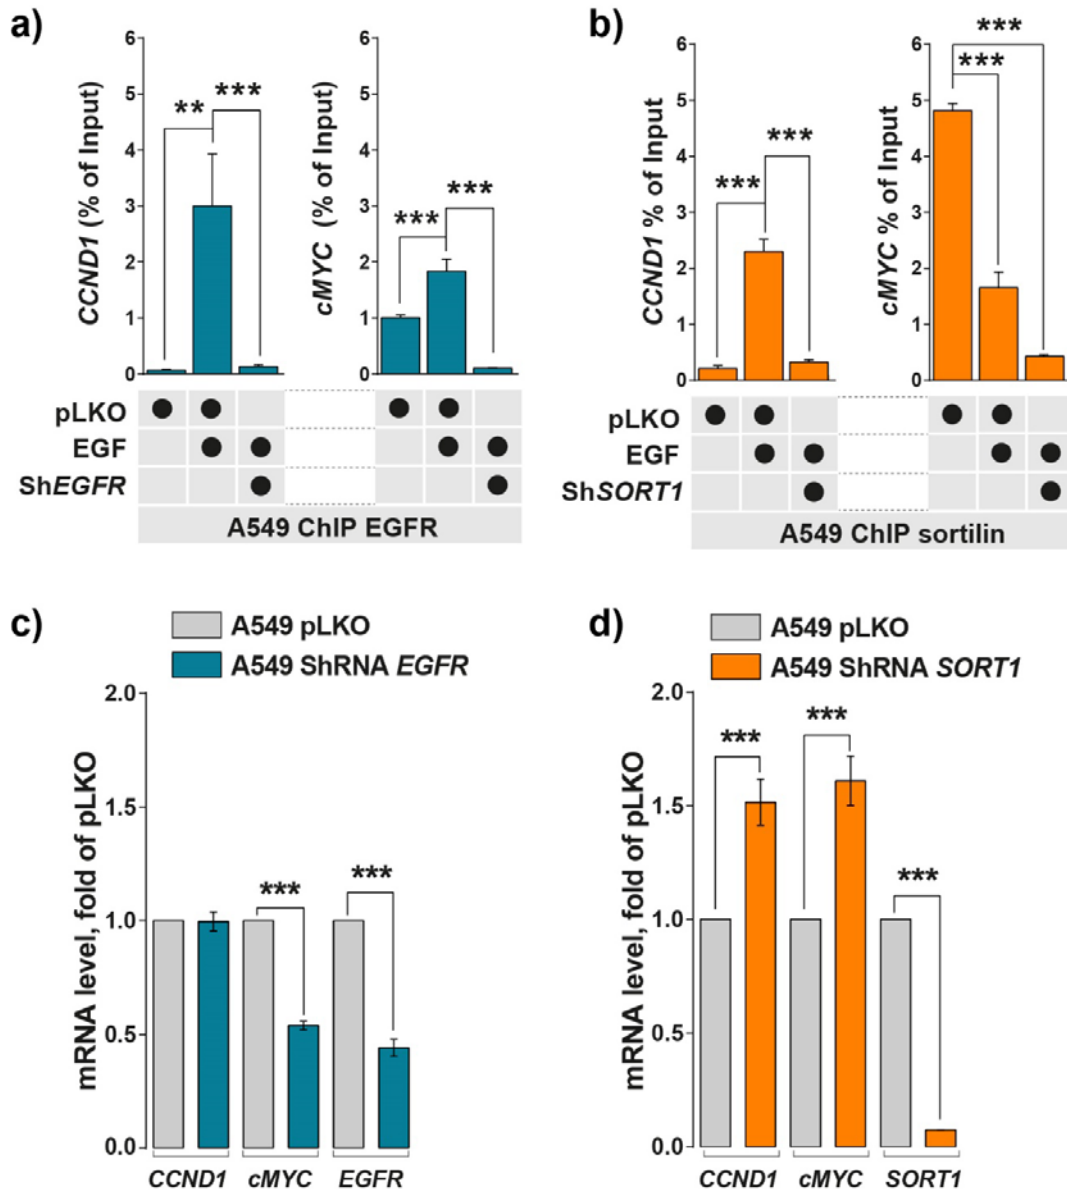 a)
CCND1 (% of Input)
6
5
4
3
2
1
0
**
***
cMYC (% of Input)
6
5
4
3
2
1
0
***
***
pLKO
EGF
ShEGFR
A549 ChIP EGFR
b)
CCND1 % of Input
6
5
4
3
2
1
0
***
***
cMYC % of Input
6
5
4
3
2
1
0
***
***
pLKO
EGF
ShSORT1
A549 ChIP sortilin
c)
A549 pLKO
A549 ShRNA EGFR
mRNA level, fold of pLKO
2.0
1.5
1.0
0.5
0.0
***
***
CCND1 cMYC EGFR
d)
A549 pLKO
A549 ShRNA SORT1
mRNA level, fold of pLKO
2.0
1.5
1.0
0.5
0.0
***
***
***
CCND1 cMYC SORT1